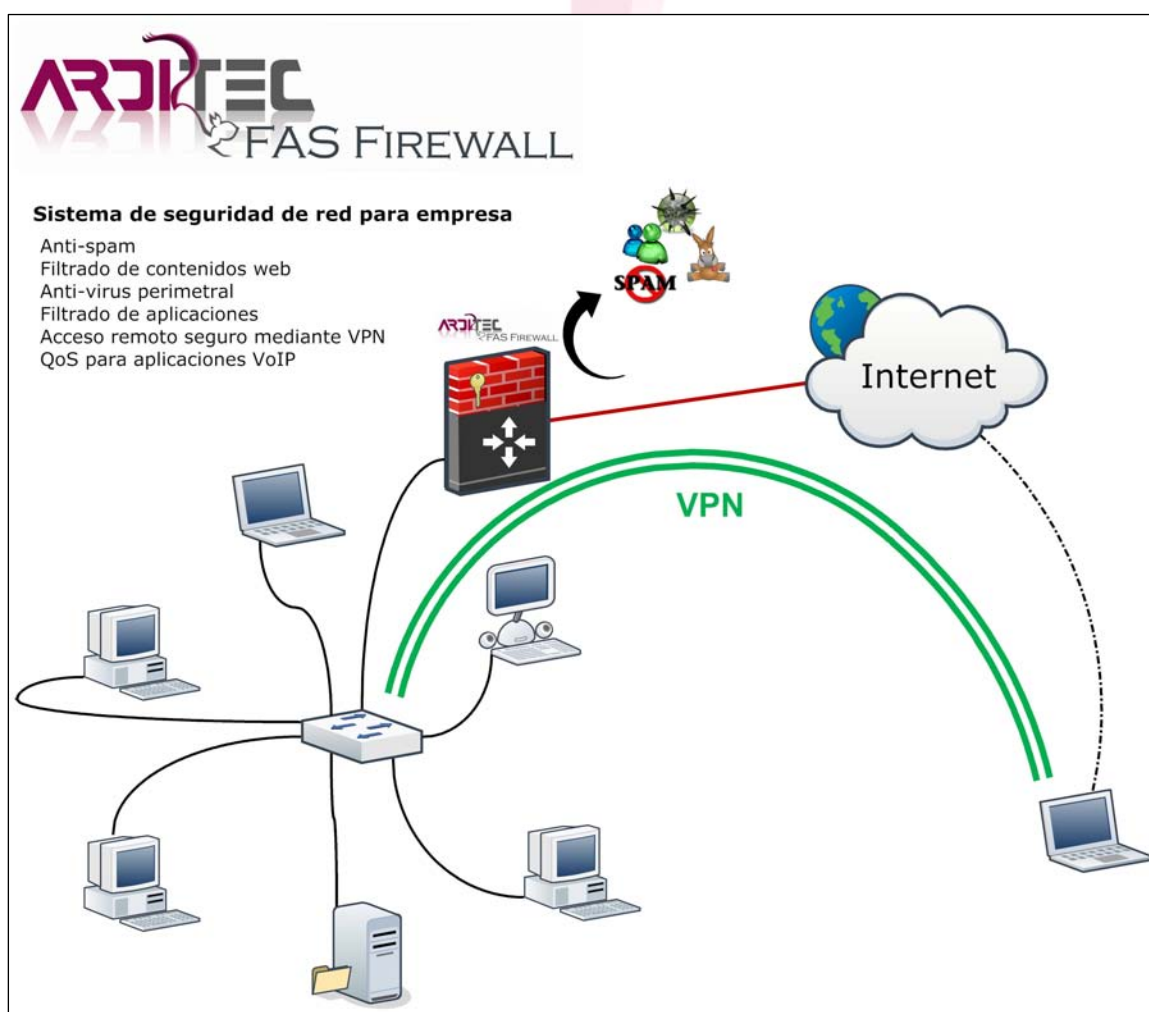 ARDITEC
FAS FIREWALL
Sistema de seguridad de red para empresa
Anti-spam
Filtrado de contenidos web
Anti-virus perimetral
Filtrado de aplicaciones
Acceso remoto seguro mediante VPN
QoS para aplicaciones VoIP
SPAM
ARDITEC
FAS FIREWALL
Internet
VPN